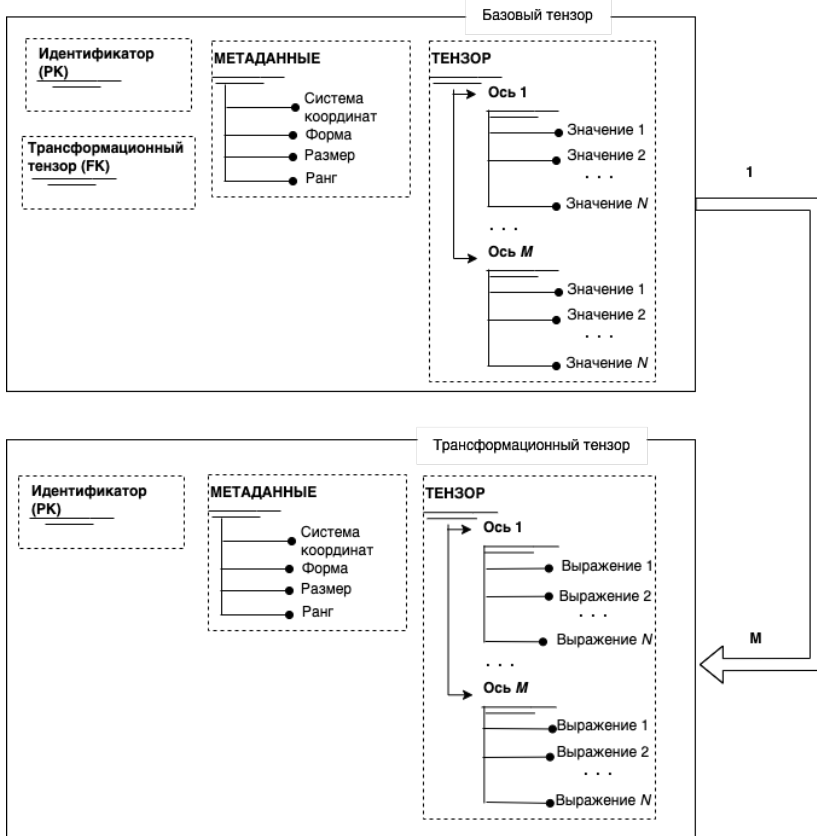 Базовый тензор
Идентификатор
(PK)
Трансформационный
тензор (FK)
МЕТАДАННЫЕ
Система
координат
Форма
Размер
Ранг
ТЕНЗОР
Ось 1
Значение 1
Значение 2
. . .
Значение N
. . .
Ось M
Значение 1
Значение 2
. . .
Значение N
1
Трансформационный тензор
Идентификатор
(PK)
МЕТАДАННЫЕ
Система
координат
Форма
Размер
Ранг
ТЕНЗОР
Ось 1
Выражение 1
Выражение 2
. . .
Выражение N
. . .
Ось M
Выражение 1
Выражение 2
. . .
Выражение N
М